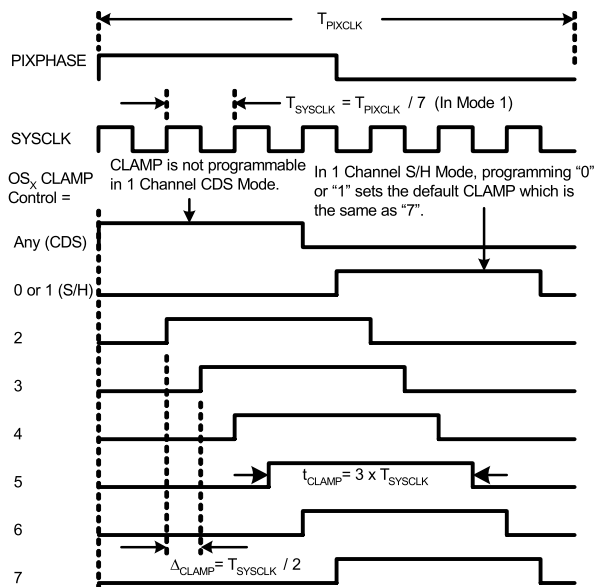 T_PIXCLK
PIXPHASE
T_SYSCLK = T_PIXCLK / 7 (In Mode 1)
SYSCLK
CLAMP is not programmable
in 1 Channel CDS Mode.
In 1 Channel S/H Mode, programming “0”
or “1” sets the default CLAMP which is
the same as “7”.
OS_X CLAMP
Control =
Any (CDS)
0 or 1 (S/H)
2
3
4
5
t_CLAMP= 3 x T_SYSCLK
6
Δ_CLAMP= T_SYSCLK / 2
7